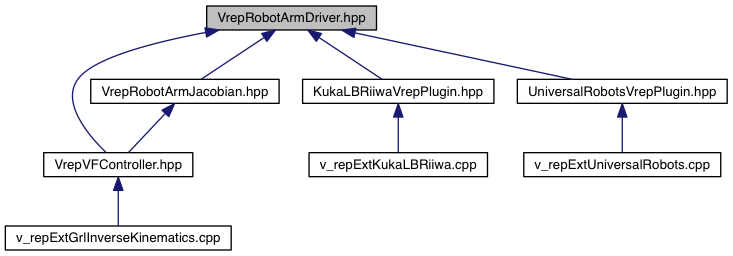 VrepRobotArmDriver.hpp
VrepRobotArmJacobian.hpp
KukaLBRiiwaVrepPlugin.hpp
UniversalRobotsVrepPlugin.hpp
VrepVFController.hpp
v_repExtKukaLBRiiwa.cpp
v_repExtUniversalRobots.cpp
v_repExtGrlInverseKinematics.cpp